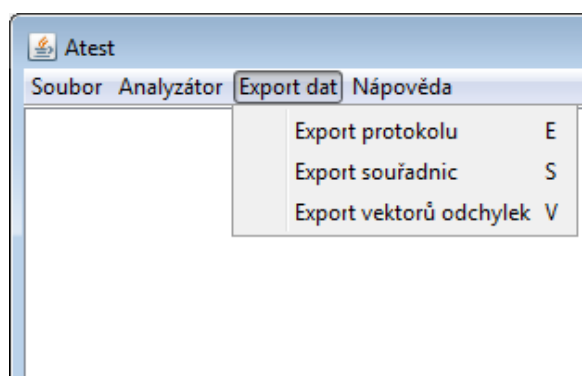 Atest
Soubor Analyzátor Export dat Nápověda
Export protokolu E
Export souřadnic S
Export vektorů odchylek V